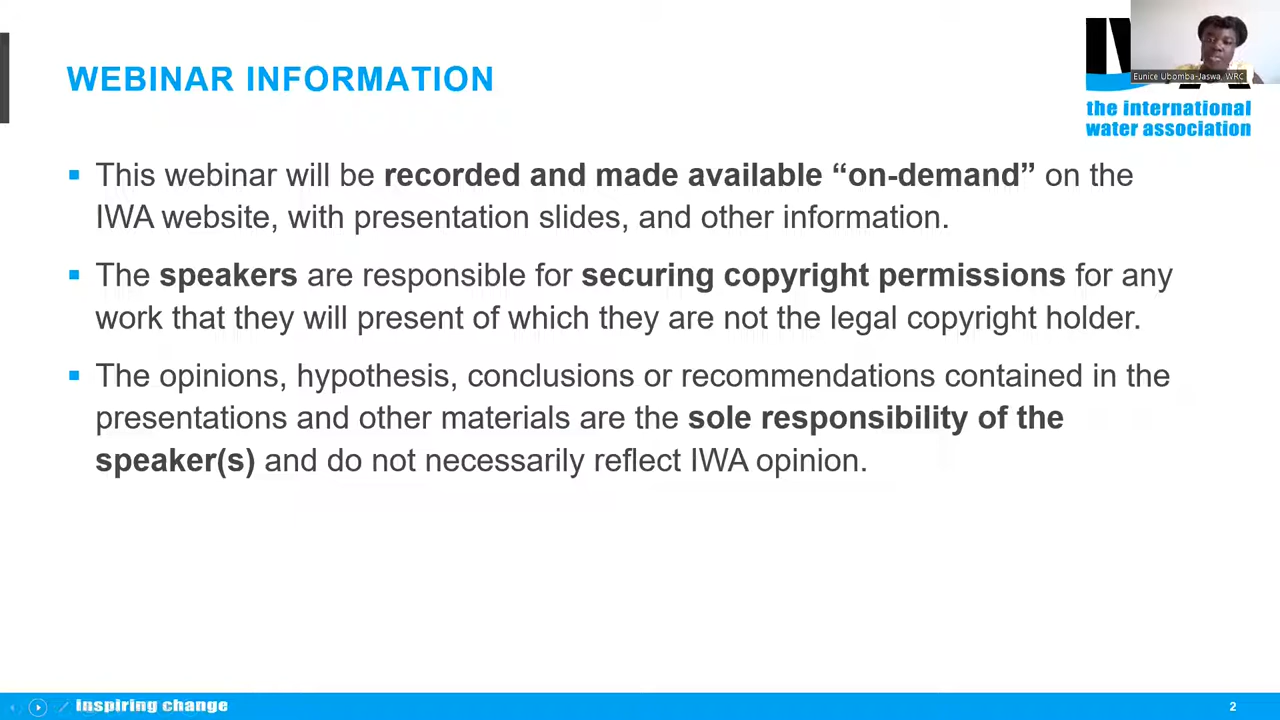 WEBINAR INFORMATION
Eunice Ubomba-Jaswa, WRC
the international
water association
▪ This webinar will be recorded and made available “on-demand” on the
IWA website, with presentation slides, and other information.
▪ The speakers are responsible for securing copyright permissions for any
work that they will present of which they are not the legal copyright holder.
▪ The opinions, hypothesis, conclusions or recommendations contained in the
presentations and other materials are the sole responsibility of the
speaker(s) and do not necessarily reflect IWA opinion.
inspiring change
2